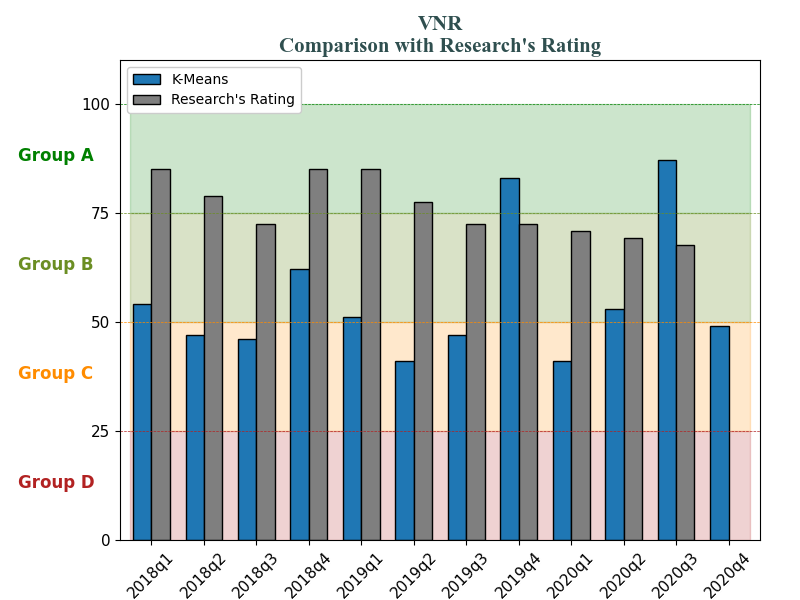 VNR
Comparison with Research's Rating
K-Means
Research's Rating
100
Group A
75
Group B
50
Group C
25
Group D
0
2018q1 2018q2 2018q3 2018q4 2019q1 2019q2 2019q3 2019q4 2020q1 2020q2 2020q3 2020q4